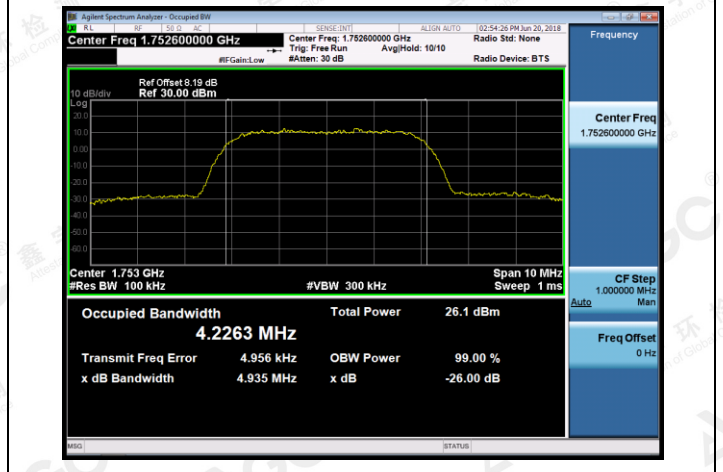 Agilent Spectrum Analyzer - Occupied BW
RL RF 50 Ω AC SENSE:INT ALIGN AUTO 02:54:26 PM Jun 20, 2018
Center Freq 1.752600000 GHz
Center Freq: 1.752600000 GHz Radio Std: None
Trig: Free Run Avg|Hold: 10/10
#IFGain:Low #Atten: 30 dB Radio Device: BTS
Frequency
Ref Offset 8.19 dB
10 dB/div Ref 30.00 dBm
Log
20.0
10.0
0.00
-10.0
-20.0
-30.0
-40.0
-50.0
-60.0
Center 1.753 GHz Span 10 MHz
#Res BW 100 kHz #VBW 300 kHz Sweep 1 ms
Occupied Bandwidth Total Power 26.1 dBm
4.2263 MHz
Transmit Freq Error 4.956 kHz OBW Power 99.00 %
x dB Bandwidth 4.935 MHz x dB -26.00 dB
Center Freq
1.752600000 GHz
CF Step
1.000000 MHz
Auto Man
Freq Offset
0 Hz
MSG STATUS